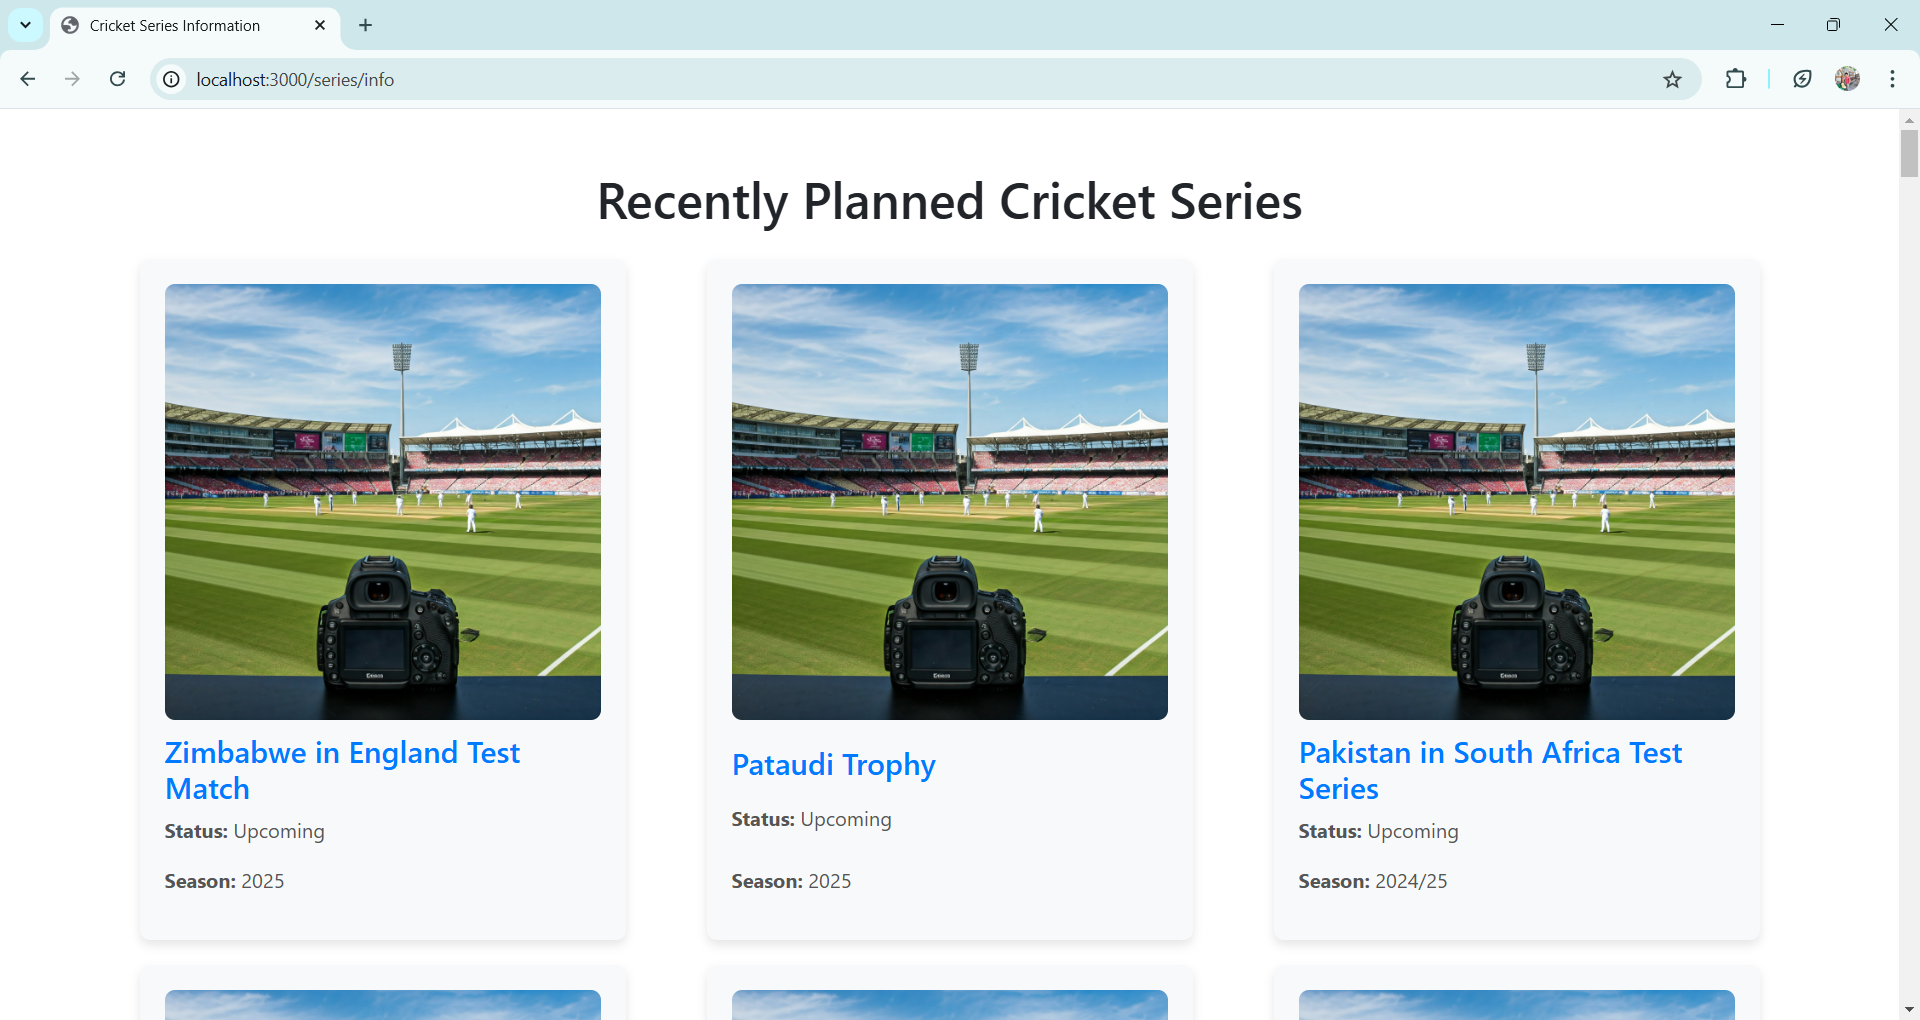 Cricket Series Information
localhost:3000/series/info
Recently Planned Cricket Series
Zimbabwe in England Test
Match
Status: Upcoming
Season: 2025
Pataudi Trophy
Status: Upcoming
Season: 2025
Pakistan in South Africa Test
Series
Status: Upcoming
Season: 2024/25